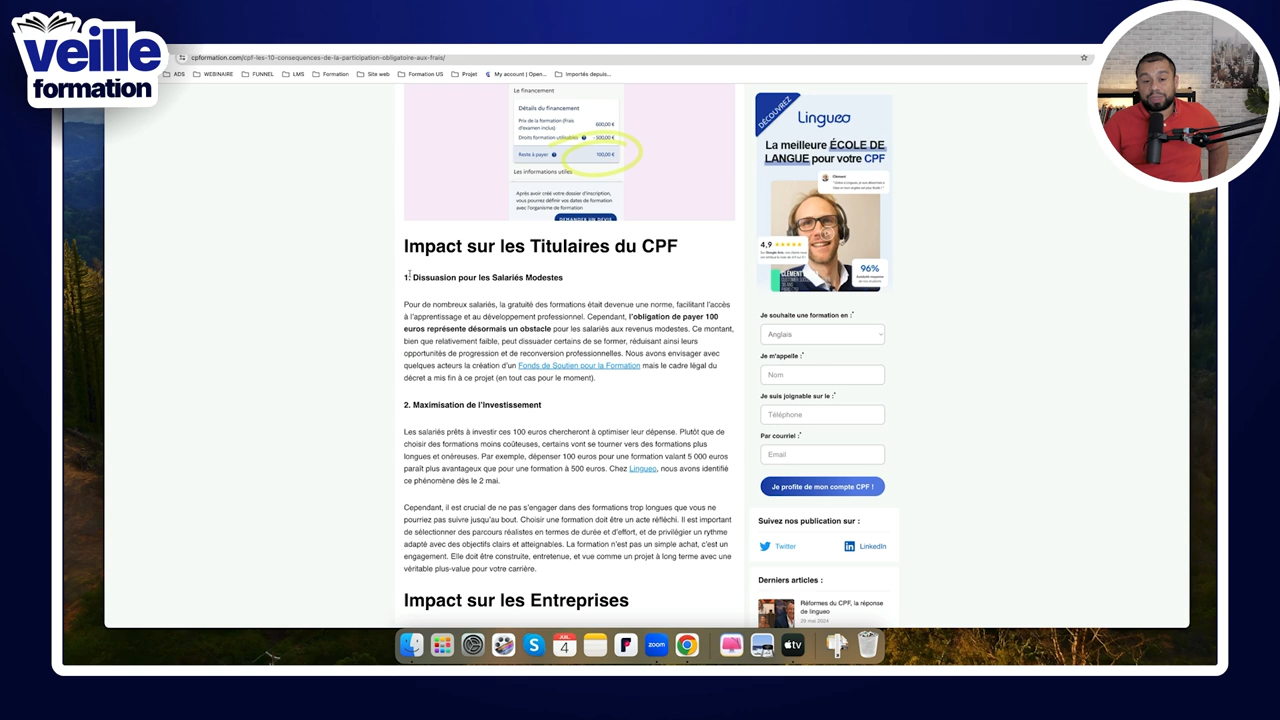 veille
formation
cpformation.com/cpf-les-10-consequences-de-la-participation-obligatoire-aux-frais/
ADS
WEBINAIRE
FUNNEL
LMS
Formation
Site web
Formation US
Projet
My account | Open...
Importés depuis...
Le financement
Détails du financement
Prix de la formation (Frais
d'examen inclus)
600,00 €
Droits formation utilisables
- 500,00 €
Reste à payer
100,00 €
Les informations utiles
Après avoir créé votre dossier d'inscription,
vous pourrez définir vos dates de formation
avec l'organisme de formation
DEMANDER UN DEVIS
Impact sur les Titulaires du CPF
1. Dissuasion pour les Salariés Modestes
Pour de nombreux salariés, la gratuité des formations était devenue une norme, facilitant l'accès
à l'apprentissage et au développement professionnel. Cependant, l'obligation de payer 100
euros représente désormais un obstacle pour les salariés aux revenus modestes. Ce montant,
bien que relativement faible, peut dissuader certains de se former, réduisant ainsi leurs
opportunités de progression et de reconversion professionnelles. Nous avons envisager avec
quelques acteurs la création d'un Fonds de Soutien pour la Formation mais le cadre légal du
décret a mis fin à ce projet (en tout cas pour le moment).
2. Maximisation de l'Investissement
Les salariés prêts à investir ces 100 euros chercheront à optimiser leur dépense. Plutôt que de
choisir des formations moins coûteuses, certains vont se tourner vers des formations plus
longues et onéreuses. Par exemple, dépenser 100 euros pour une formation valant 5 000 euros
paraît plus avantageux que pour une formation à 500 euros. Chez Lingueo, nous avons identifié
ce phénomène dès le 2 mai.
Cependant, il est crucial de ne pas s'engager dans des formations trop longues que vous ne
pourriez pas suivre jusqu'au bout. Choisir une formation doit être un acte réfléchi. Il est important
de sélectionner des parcours réalistes en termes de durée et d'effort, et de privilégier un rythme
adapté avec des objectifs clairs et atteignables. La formation n'est pas un simple achat, c'est un
engagement. Elle doit être construite, entretenue, et vue comme un projet à long terme avec une
véritable plus-value pour votre carrière.
Impact sur les Entreprises
DÉCOUVREZ
Lingueo
La meilleure ÉCOLE DE
LANGUE pour votre CPF
Clément
4,9
96%
Je souhaite une formation en :*
Anglais
Je m'appelle :*
Nom
Je suis joignable sur le :*
Téléphone
Par courriel :*
Email
Je profite de mon compte CPF !
Suivez nos publication sur :
Twitter
LinkedIn
Derniers articles :
Réformes du CPF, la réponse
de lingueo
29 mai 2024
JUIL.
4
zoom
tv